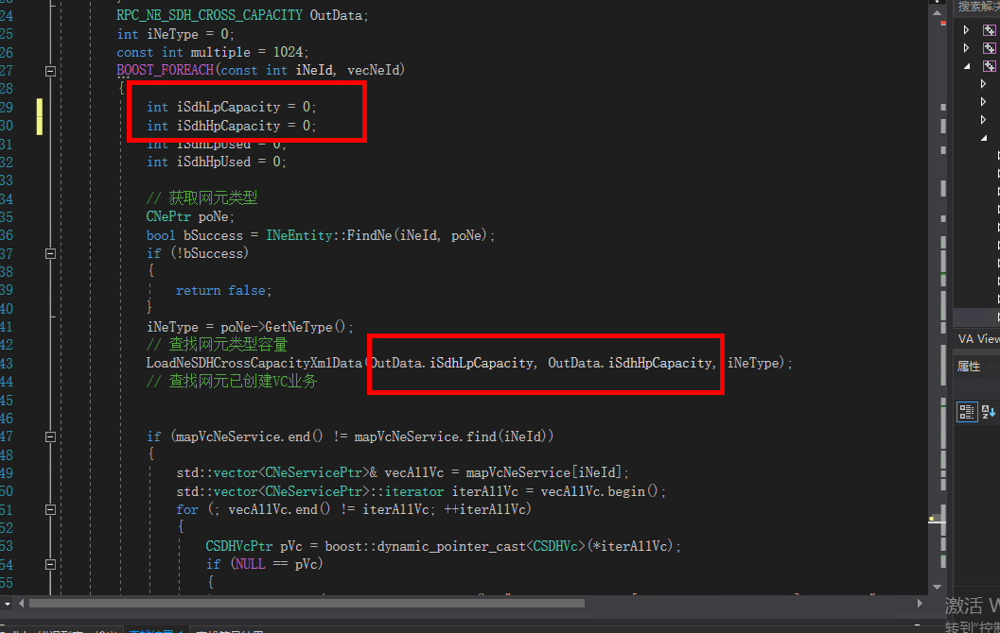 24 RPC_NE_SDH_CROSS_CAPACITY OutData;
25 int iNeType = 0;
26 const int multiple = 1024;
27 BOOST_FOREACH(const int iNeId, vecNeId)
28 {
29 int iSdhLpCapacity = 0;
30 int iSdhHpCapacity = 0;
31 int iSdhLpUsed = 0;
32 int iSdhHpUsed = 0;
33
34 // 获取网元类型
35 CNePtr poNe;
36 bool bSuccess = INeEntity::FindNe(iNeId, poNe);
37 if (!bSuccess)
38 {
39 return false;
40 }
41 iNeType = poNe->GetNeType();
42 // 查找网元类型容量
43 LoadNeSDHCrossCapacityXmlData(OutData.iSdhLpCapacity, OutData.iSdhHpCapacity, iNeType);
44 // 查找网元已创建VC业务
45
46
47 if (mapVcNeService.end() != mapVcNeService.find(iNeId))
48 {
49 std::vector<CNeServicePtr>& vecAllVc = mapVcNeService[iNeId];
50 std::vector<CNeServicePtr>::iterator iterAllVc = vecAllVc.begin();
51 for (; vecAllVc.end() != iterAllVc; ++iterAllVc)
52 {
53 CSDHVcPtr pVc = boost::dynamic_pointer_cast<CSDHVc>(*iterAllVc);
54 if (NULL == pVc)
55 {
搜索解决
VA View
属性
激活 W
转到"控制